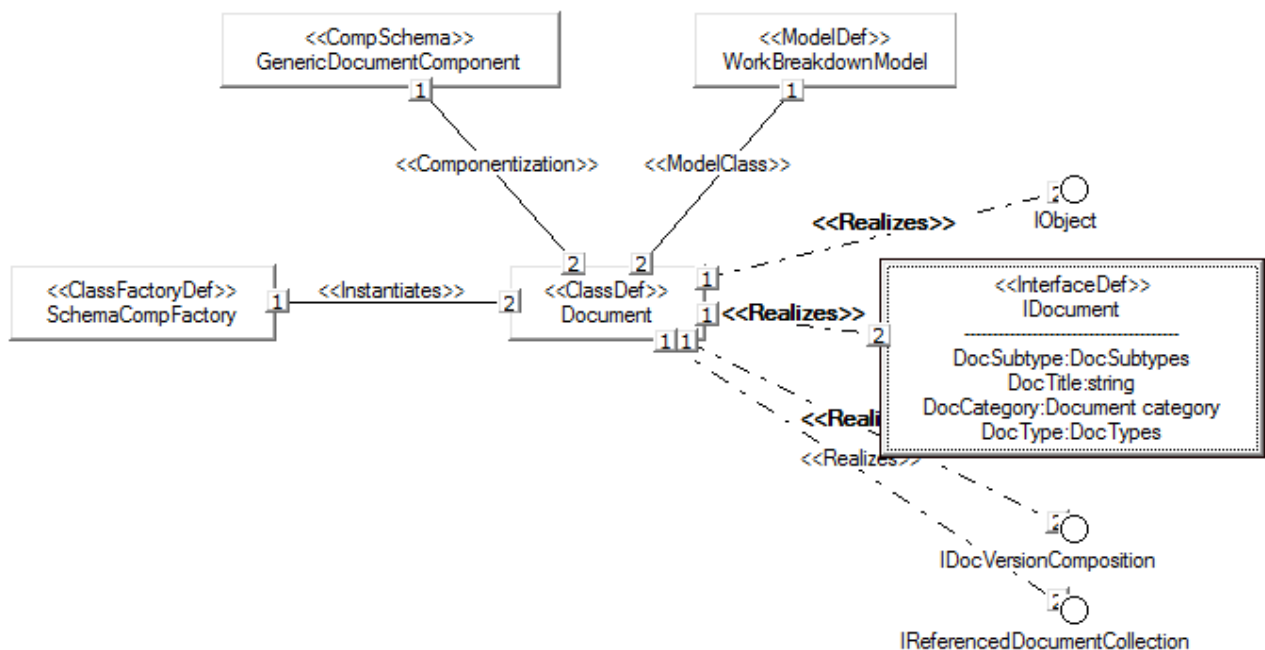 <<CompSchema>>
GenericDocumentComponent
<<ModelDef>>
WorkBreakdownModel
1
1
<<Componentization>>
<<ModelClass>>
2
IObject
<<Realizes>>
2
2
1
<<ClassFactoryDef>>
SchemaCompFactory
1
<<Instantiates>>
2
<<ClassDef>>
Document
1
<<Realizes>>
2
1
1
<<InterfaceDef>>
IDocument
DocSubtype:DocSubtypes
DocTitle:string
DocCategory:Document category
DocType:DocTypes
<<Reali
<<Realizes>>
2
IDocVersionComposition
2
IReferencedDocumentCollection